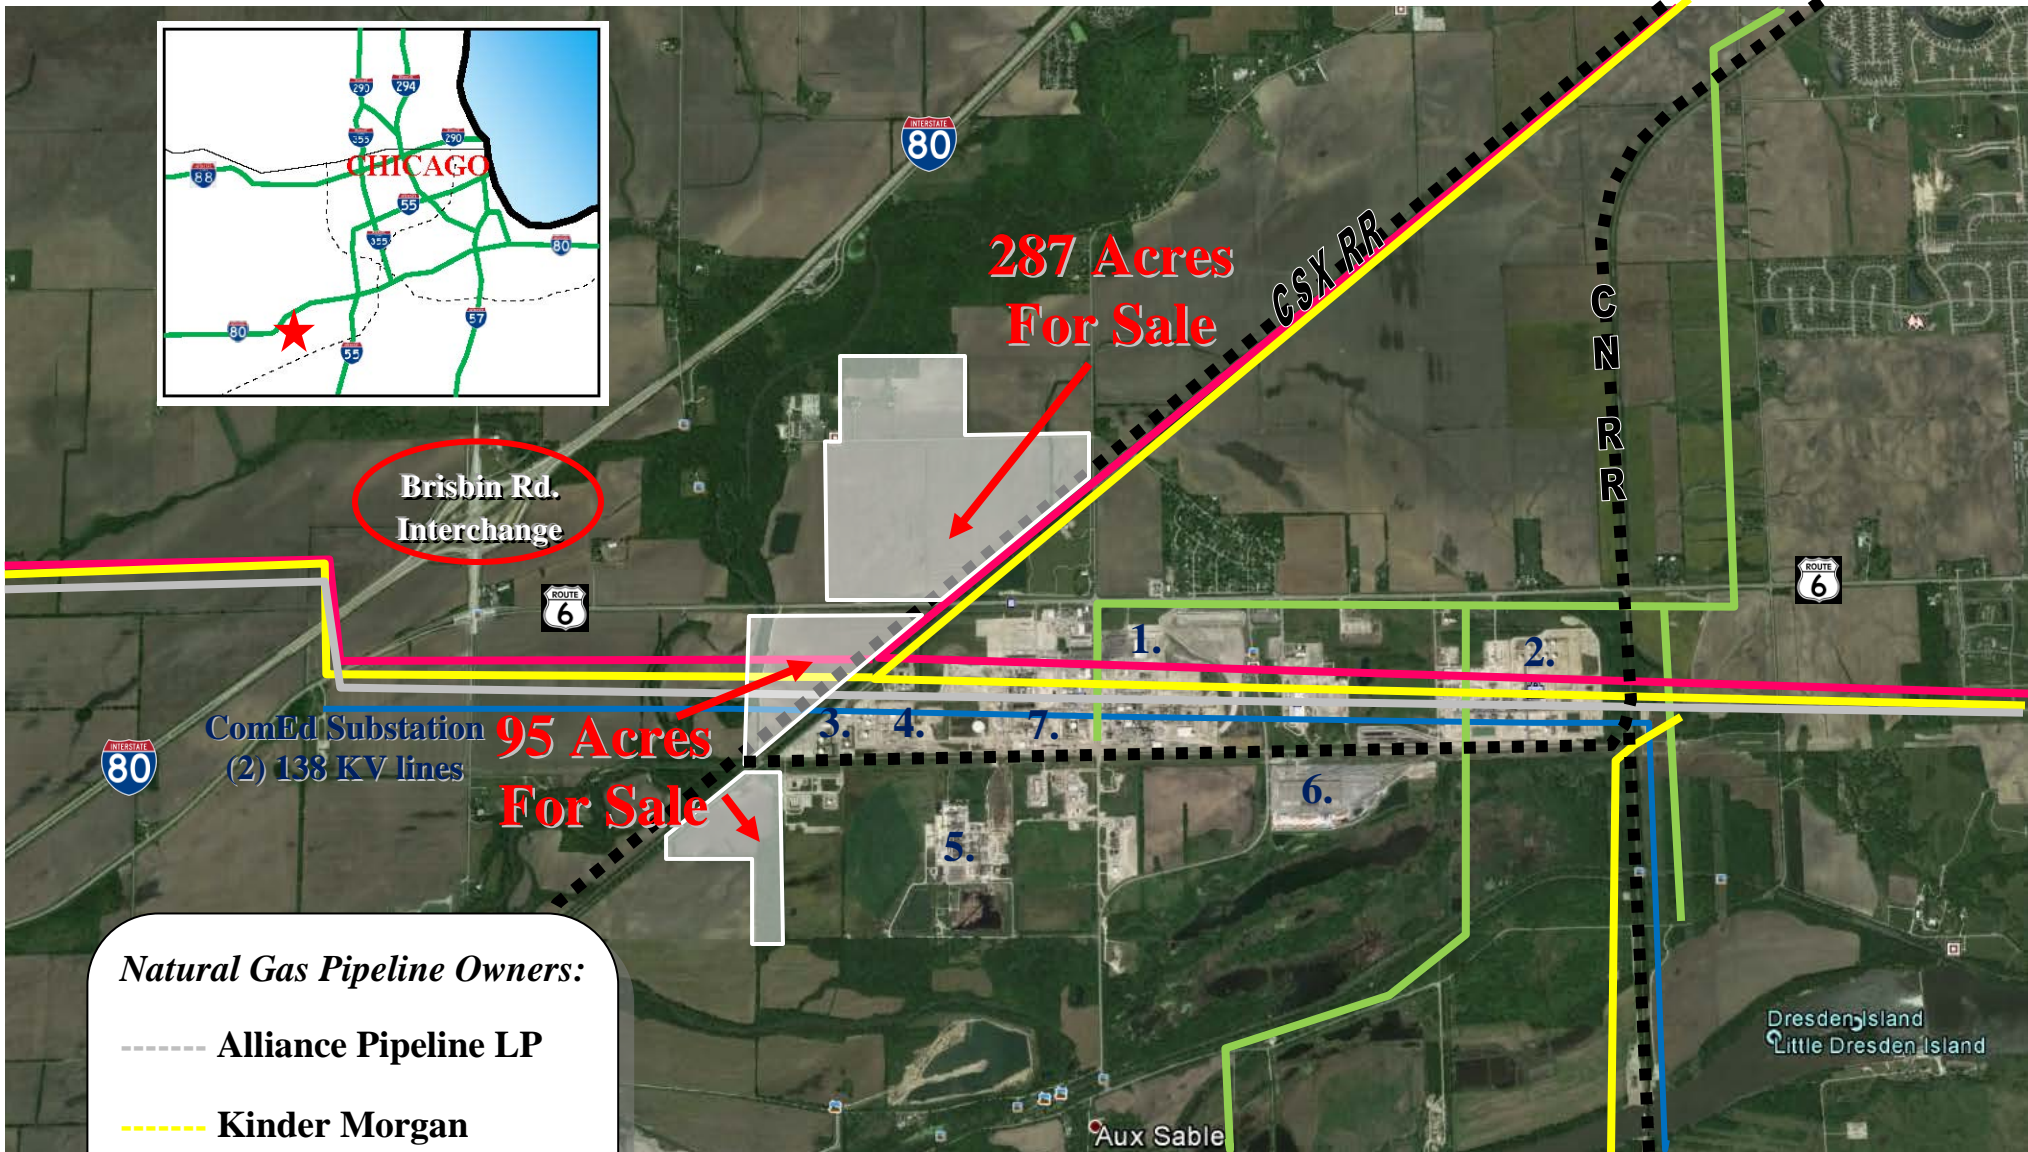 290
294
355
290
CHICAGO
88
55
355
80
80
57
55
INTERSTATE
80
287 Acres
For Sale
CSX RR
CN RR
Brisbin Rd.
Interchange
ROUTE
6
ROUTE
6
1.
2.
ComEd Substation
(2) 138 KV lines
INTERSTATE
80
95 Acres
For Sale
3.
4.
7.
6.
5.
Natural Gas Pipeline Owners:
Alliance Pipeline LP
Kinder Morgan
Dresden Island
Little Dresden Island
Aux Sable